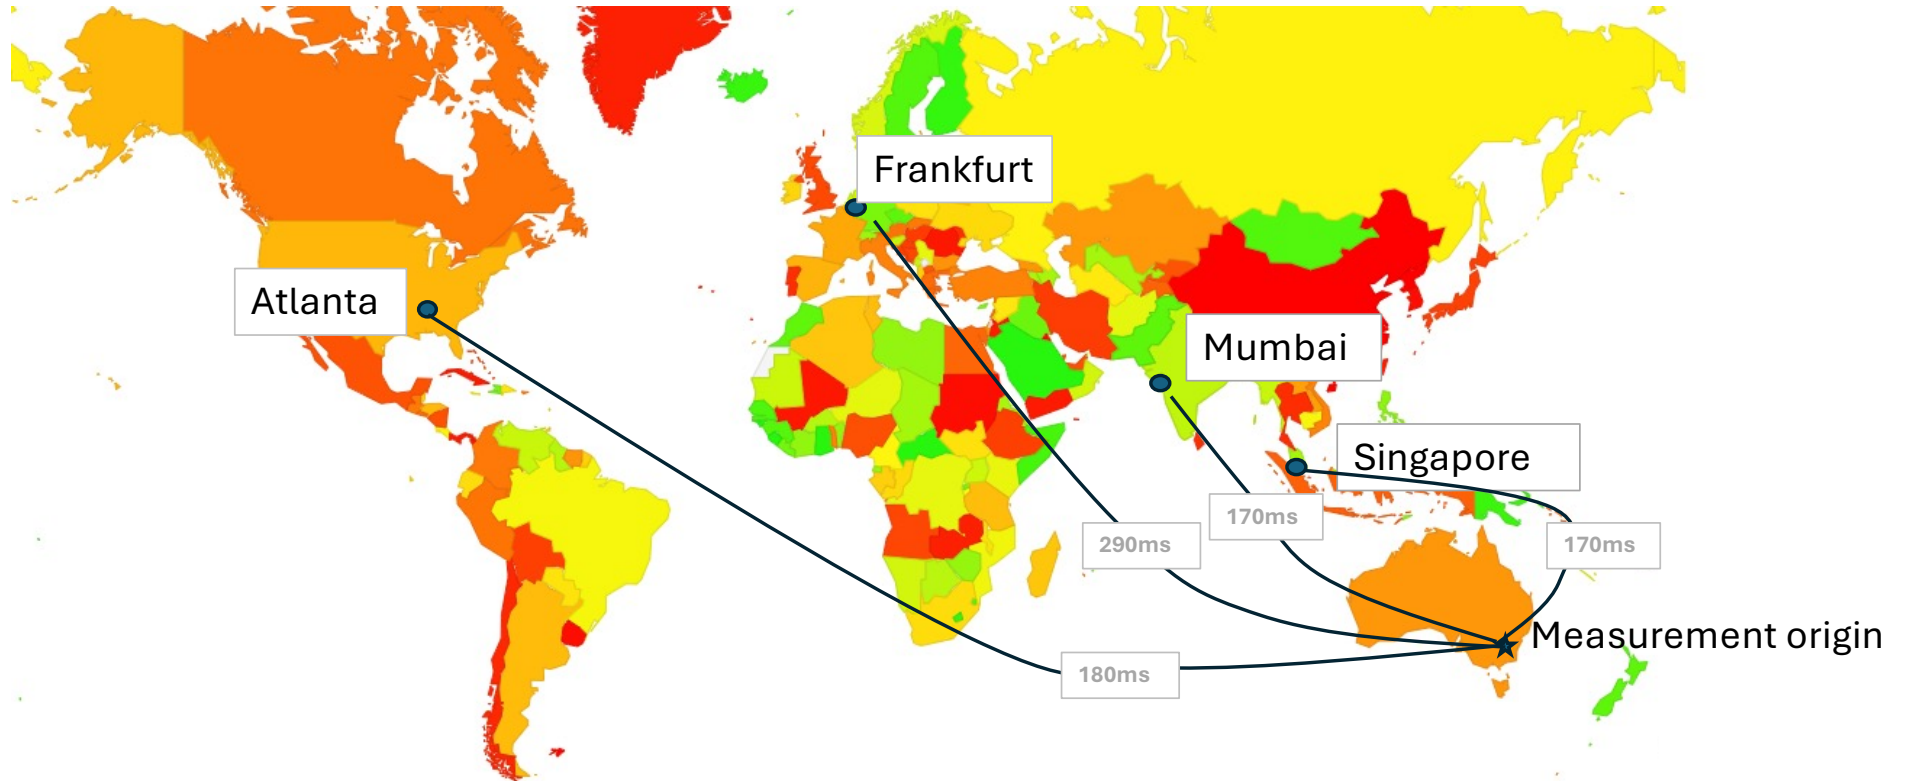 Frankfurt
Atlanta
Mumbai
Singapore
170ms
290ms
170ms
Measurement origin
180ms